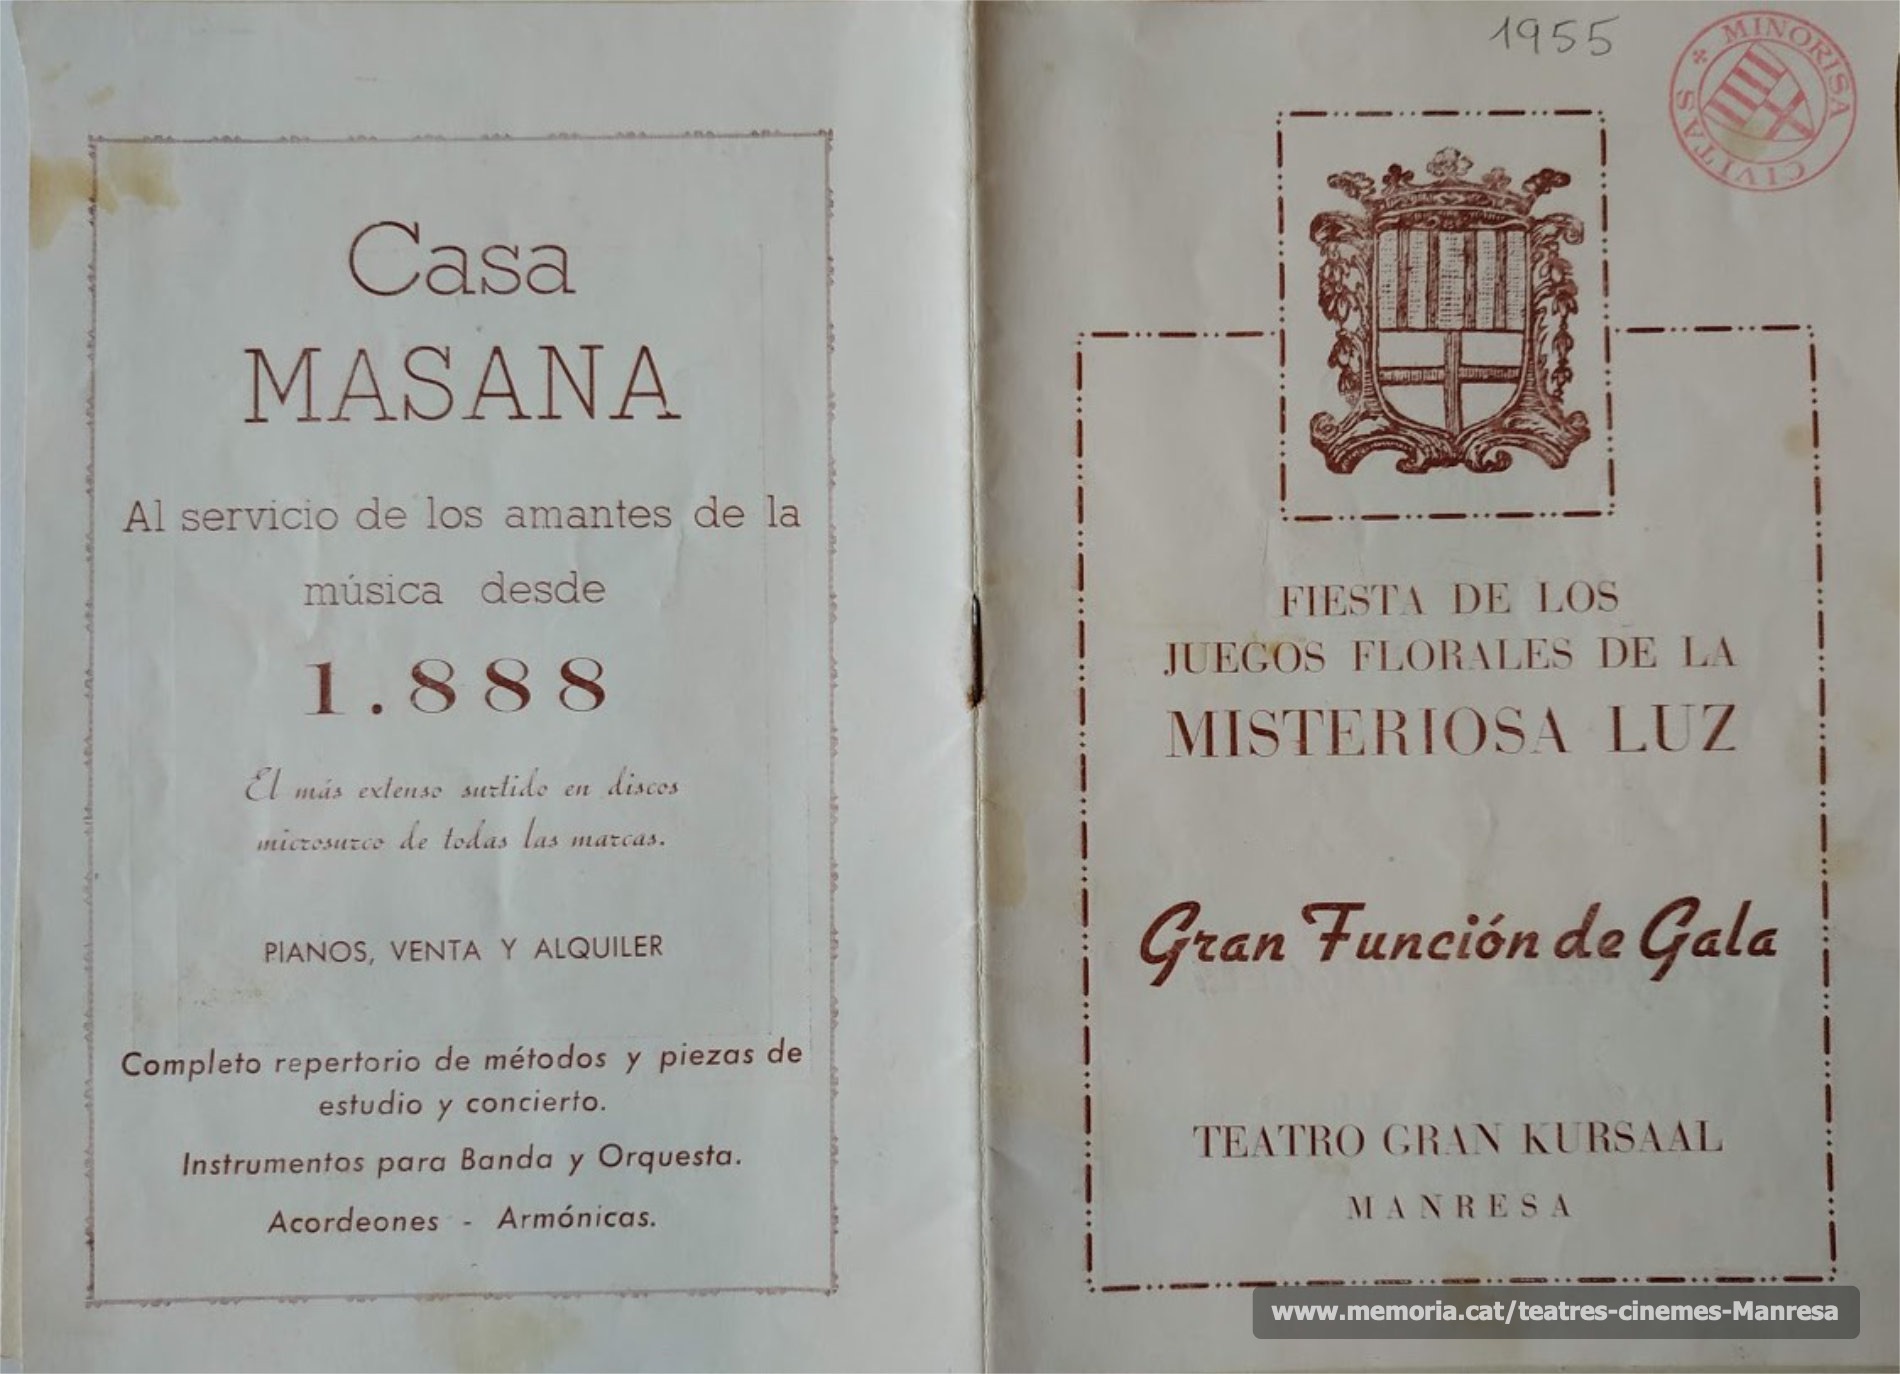 Casa
MASANA
Al servicio de los amantes de la
música desde
1.888
El más extenso surtido en discos
microsurco de todas las marcas.
PIANOS, VENTA Y ALQUILER
Completo repertorio de métodos y piezas de
estudio y concierto.
Instrumentos para Banda y Orquesta.
Acordeones - Armónicas.
1955
MINORISA
CIVITAS
FIESTA DE LOS
JUEGOS FLORALES DE LA
MISTERIOSA LUZ
Gran Función de Gala
TEATRO GRAN KURSAAL
MANRESA
www.memoria.cat/teatres-cinemes-Manresa